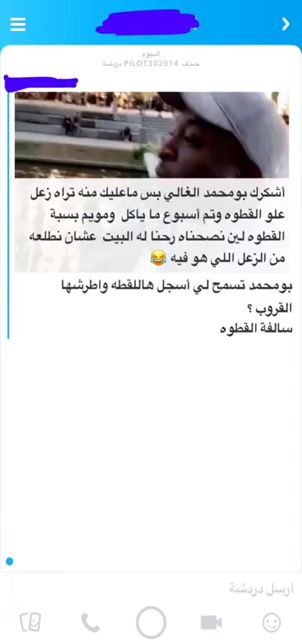 اليوم
حذف PILOT302014 دردشة
أشكرك بومحمد الغالي بس ماعليك منه تراه زعل
علو القطوه وتم أسبوع ما ياكل  ومويم بسبة
القطوه لين نصحناه رحنا له البيت  عشان نطلعه
من الزعل اللي هو فيه 😂
بومحمد تسمح لي أسجل هاللقطه واطرشها
القروب ؟
سالفة القطوه
أرسل دردشة